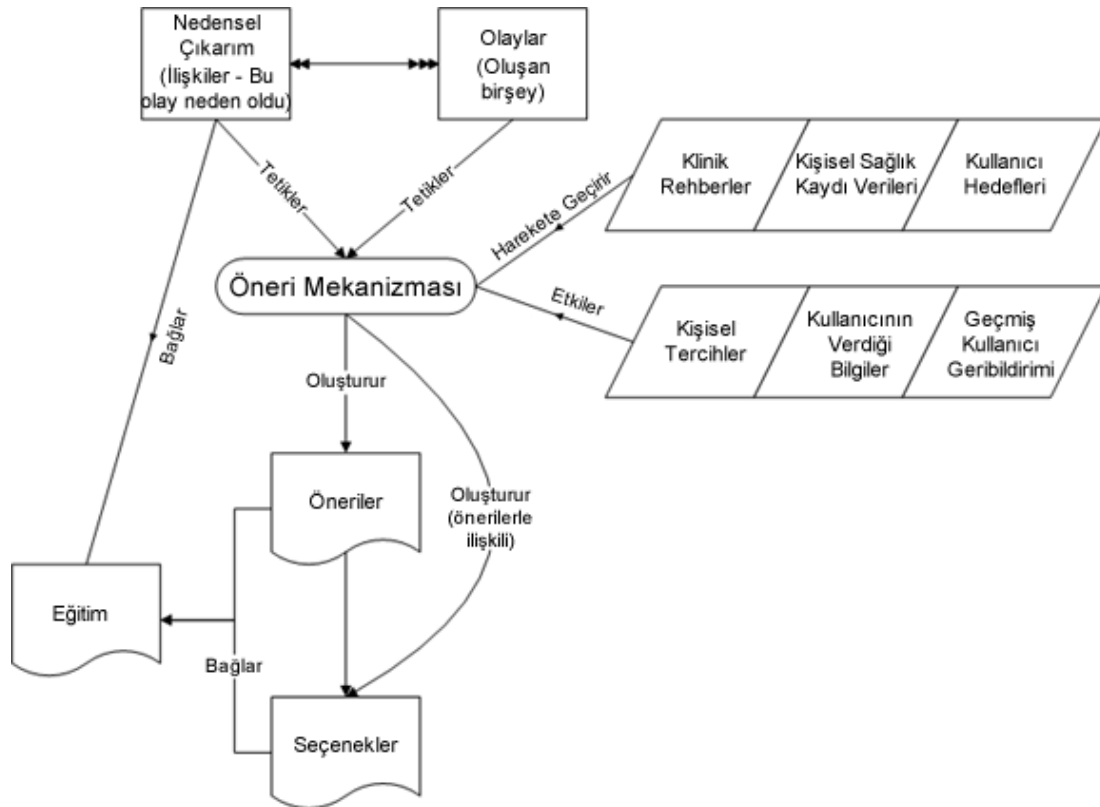 Nedensel
Çıkarım
(İlişkiler - Bu
olay neden oldu)
Olaylar
(Oluşan
birşey)
Tetikler
Tetikler
Klinik
Rehberler
Kişisel Sağlık
Kaydı Verileri
Kullanıcı
Hedefleri
Harekete Geçirir
Öneri Mekanizması
Etkiler
Kişisel
Tercihler
Kullanıcının
Verdiği
Bilgiler
Geçmiş
Kullanıcı
Geribildirimi
Bağlar
Oluşturur
Öneriler
Oluşturur
(önerilerle
ilişkili)
Eğitim
Bağlar
Seçenekler